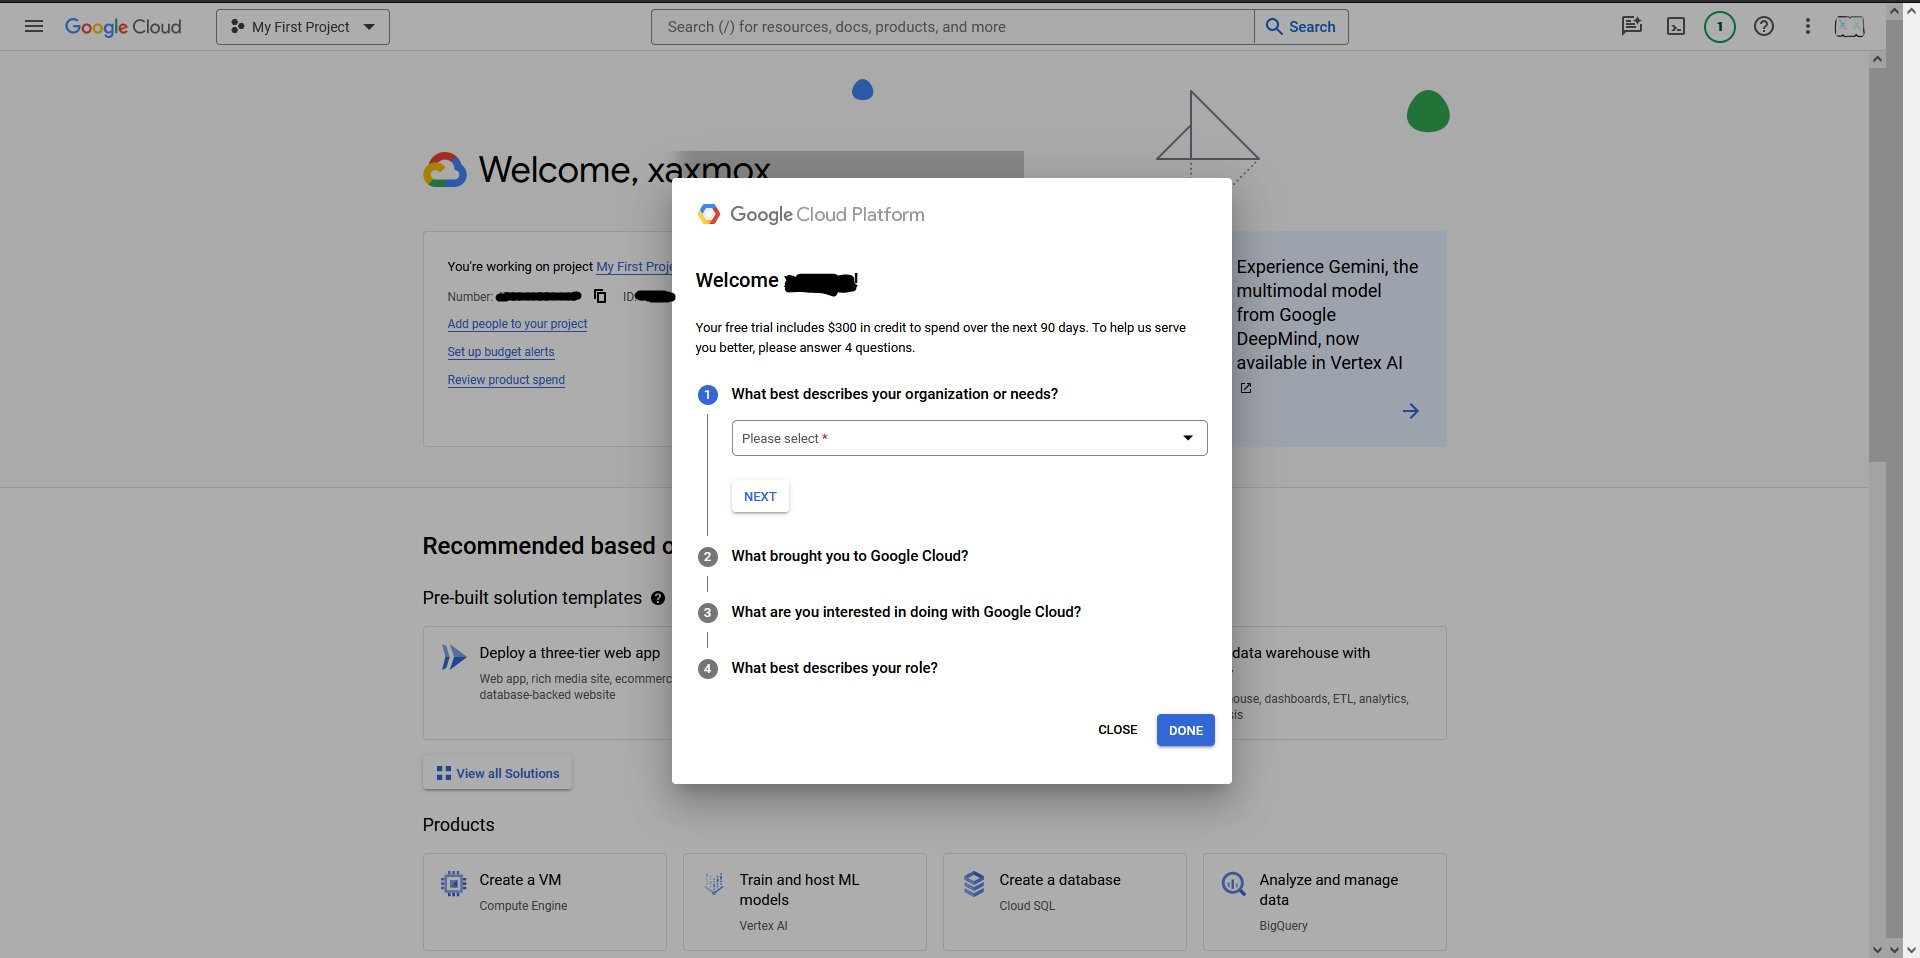 Google Cloud
My First Project
Search (/) for resources, docs, products, and more
Search
1
Welcome, xaxmox
You're working on project My First Proje
Number:
ID:
Add people to your project
Set up budget alerts
Review product spend
Google Cloud Platform
Welcome !
Your free trial includes $300 in credit to spend over the next 90 days. To help us serve
you better, please answer 4 questions.
1 What best describes your organization or needs?
Please select *
NEXT
2 What brought you to Google Cloud?
3 What are you interested in doing with Google Cloud?
4 What best describes your role?
CLOSE
DONE
Experience Gemini, the
multimodal model
from Google
DeepMind, now
available in Vertex AI
Recommended based
Pre-built solution templates
Deploy a three-tier web app
Web app, rich media site, ecommerc
database-backed website
data warehouse with
ouse, dashboards, ETL, analytics,
sis
View all Solutions
Products
Create a VM
Compute Engine
Train and host ML
models
Vertex AI
Create a database
Cloud SQL
Analyze and manage
data
BigQuery